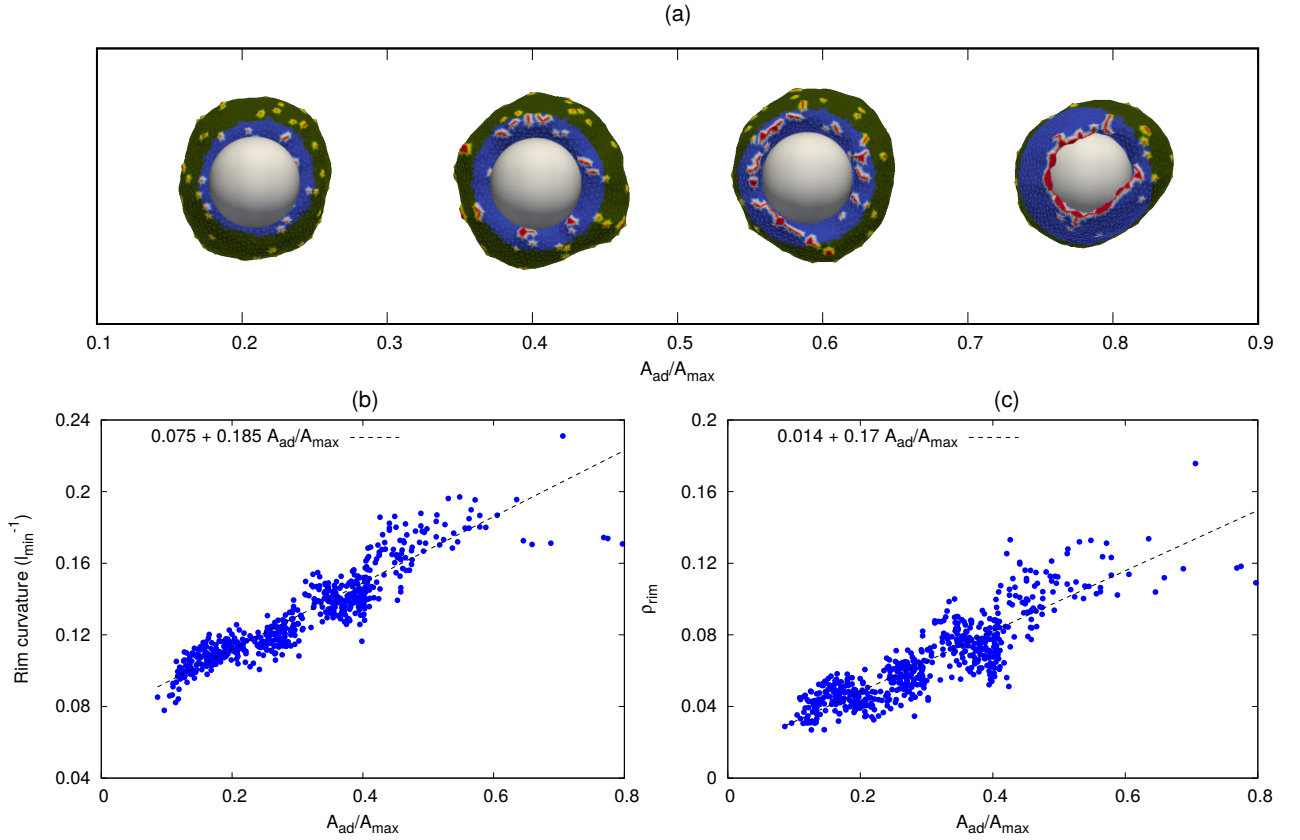 (a)
0.1 0.2 0.3 0.4 0.5 0.6 0.7 0.8 0.9
A_ad/A_max
(b)
0.075 + 0.185 A_ad/A_max
0.24
0.2
0.16
0.12
0.08
0.04
Rim curvature (l_min^-1)
0.2 0.4 0.6 0.8
A_ad/A_max
(c)
0.014 + 0.17 A_ad/A_max
0.2
0.16
0.12
0.08
0.04
0
ρ_rim
0 0.2 0.4 0.6 0.8
A_ad/A_max